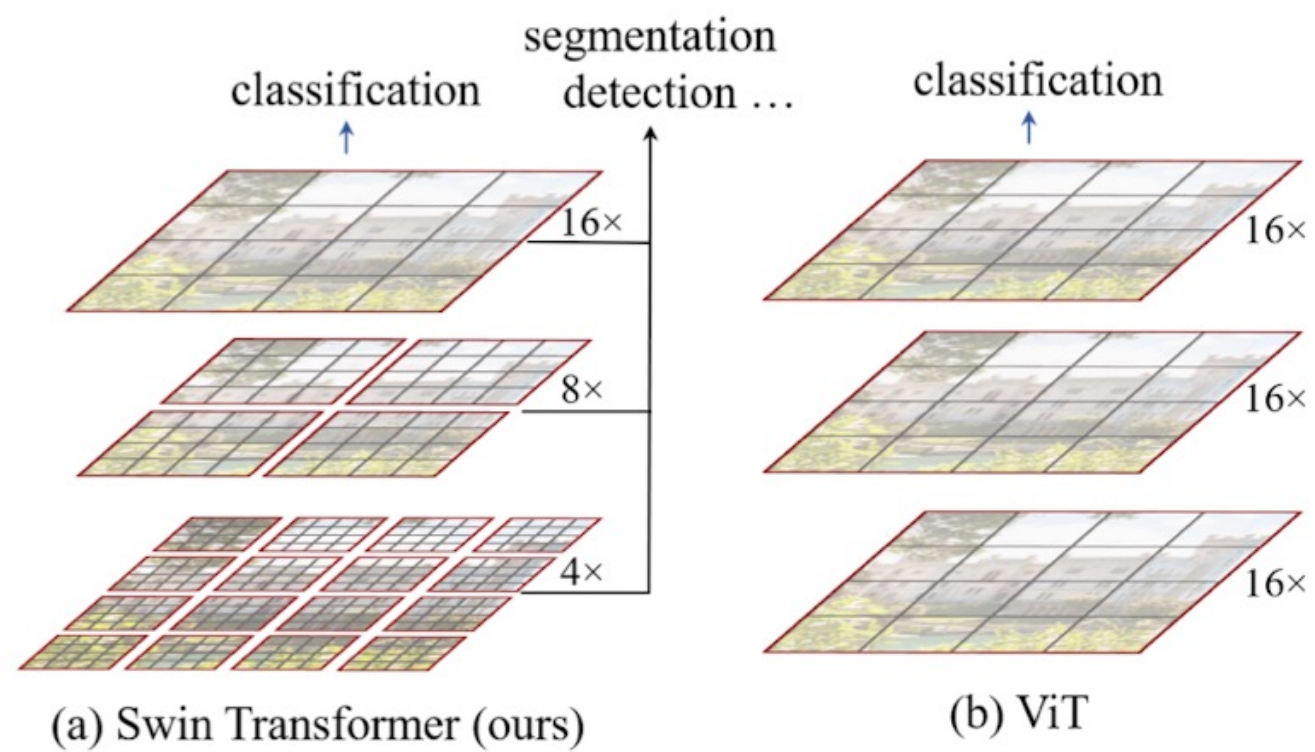 segmentation
detection …
classification
16×
8×
4×
(a) Swin Transformer (ours)
classification
16×
16×
16×
(b) ViT